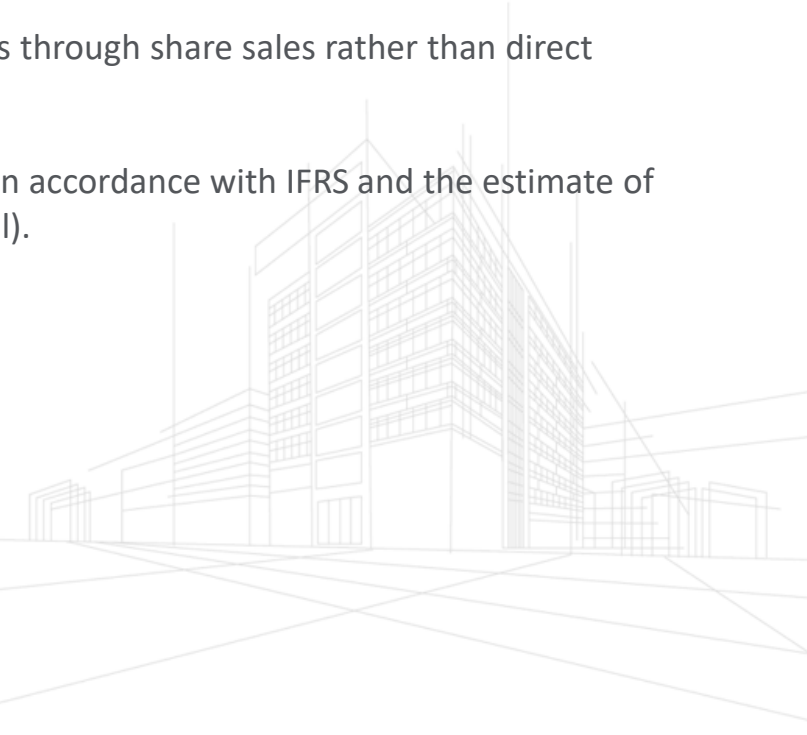 s through share sales rather than direct
n accordance with IFRS and the estimate of
l).